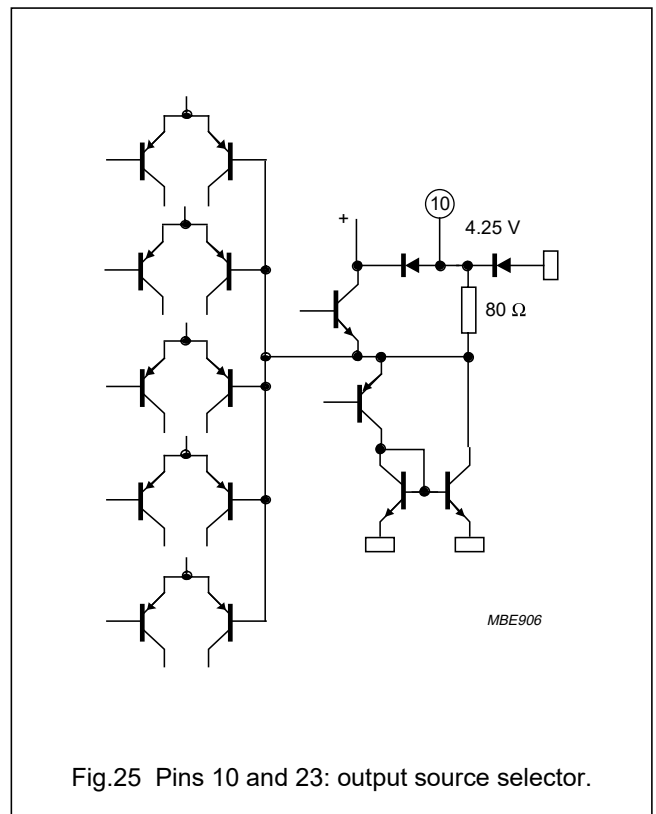 +
10
4.25 V
80 Ω
MBE906
Fig.25 Pins 10 and 23: output source selector.